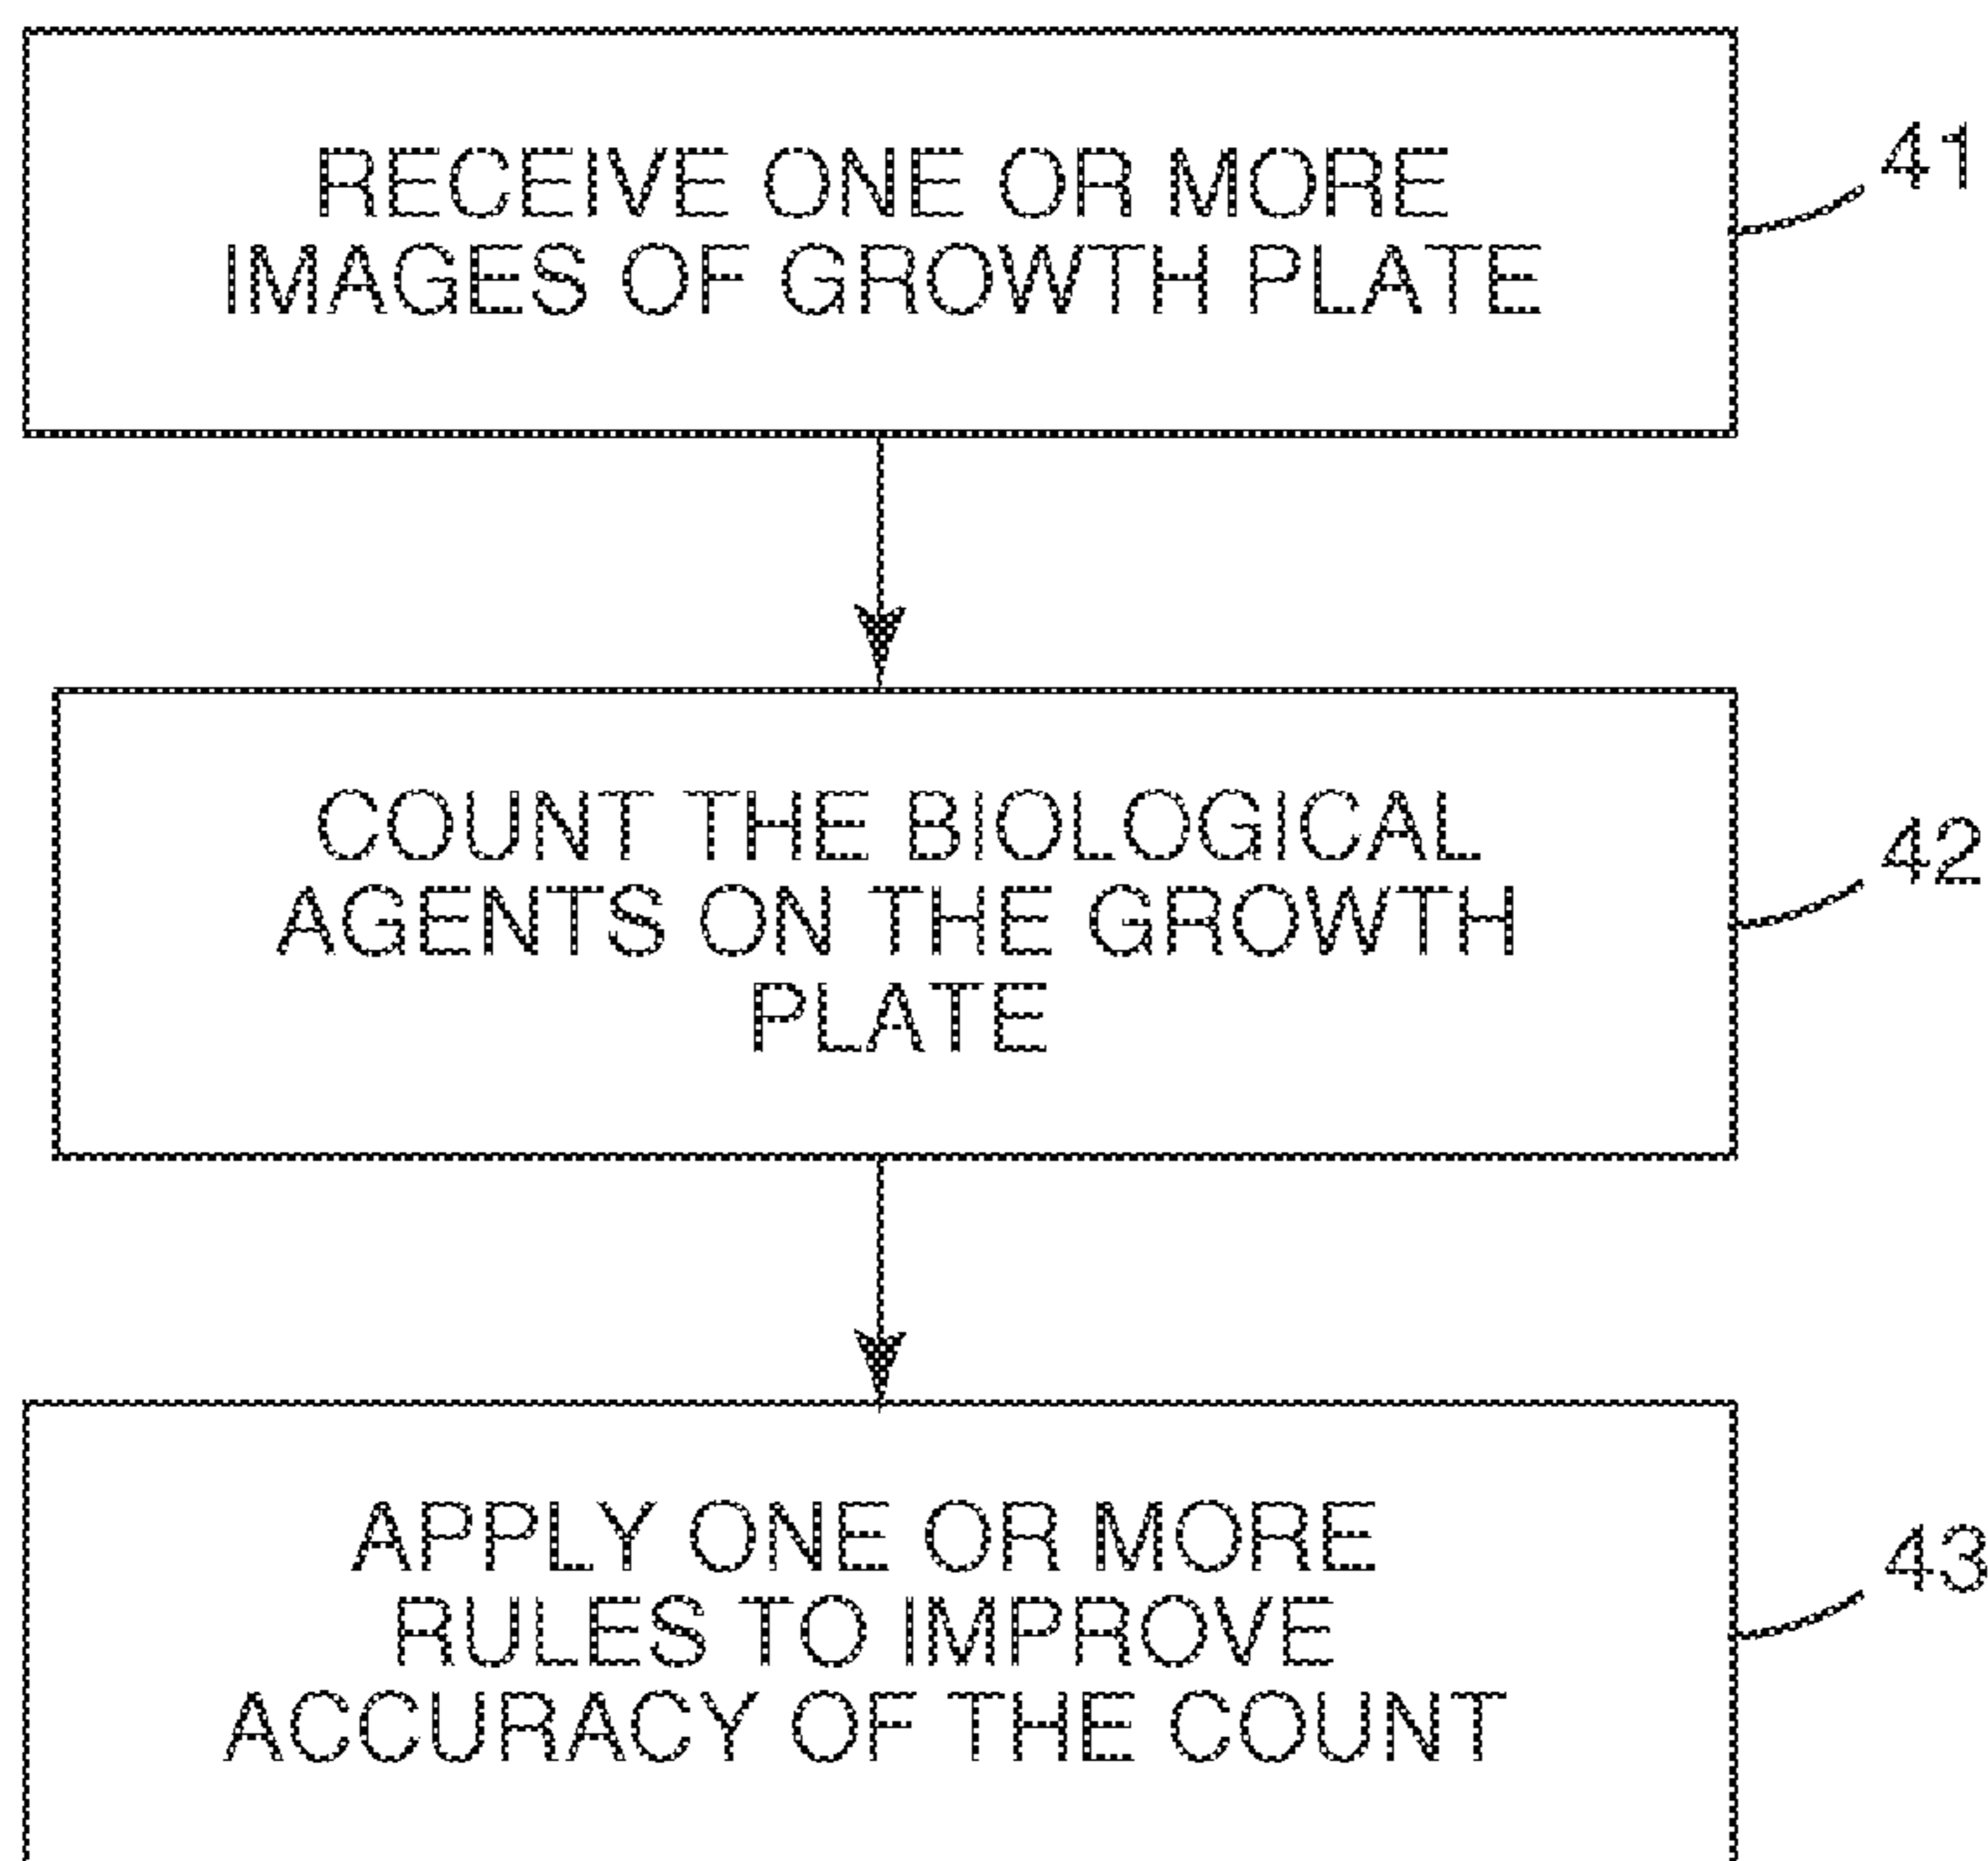 RECEIVE ONE OR MORE
IMAGES OF GROWTH PLATE
41
COUNT THE BIOLOGICAL
AGENTS ON THE GROWTH
PLATE
42
APPLY ONE OR MORE
RULES TO IMPROVE
ACCURACY OF THE COUNT
43